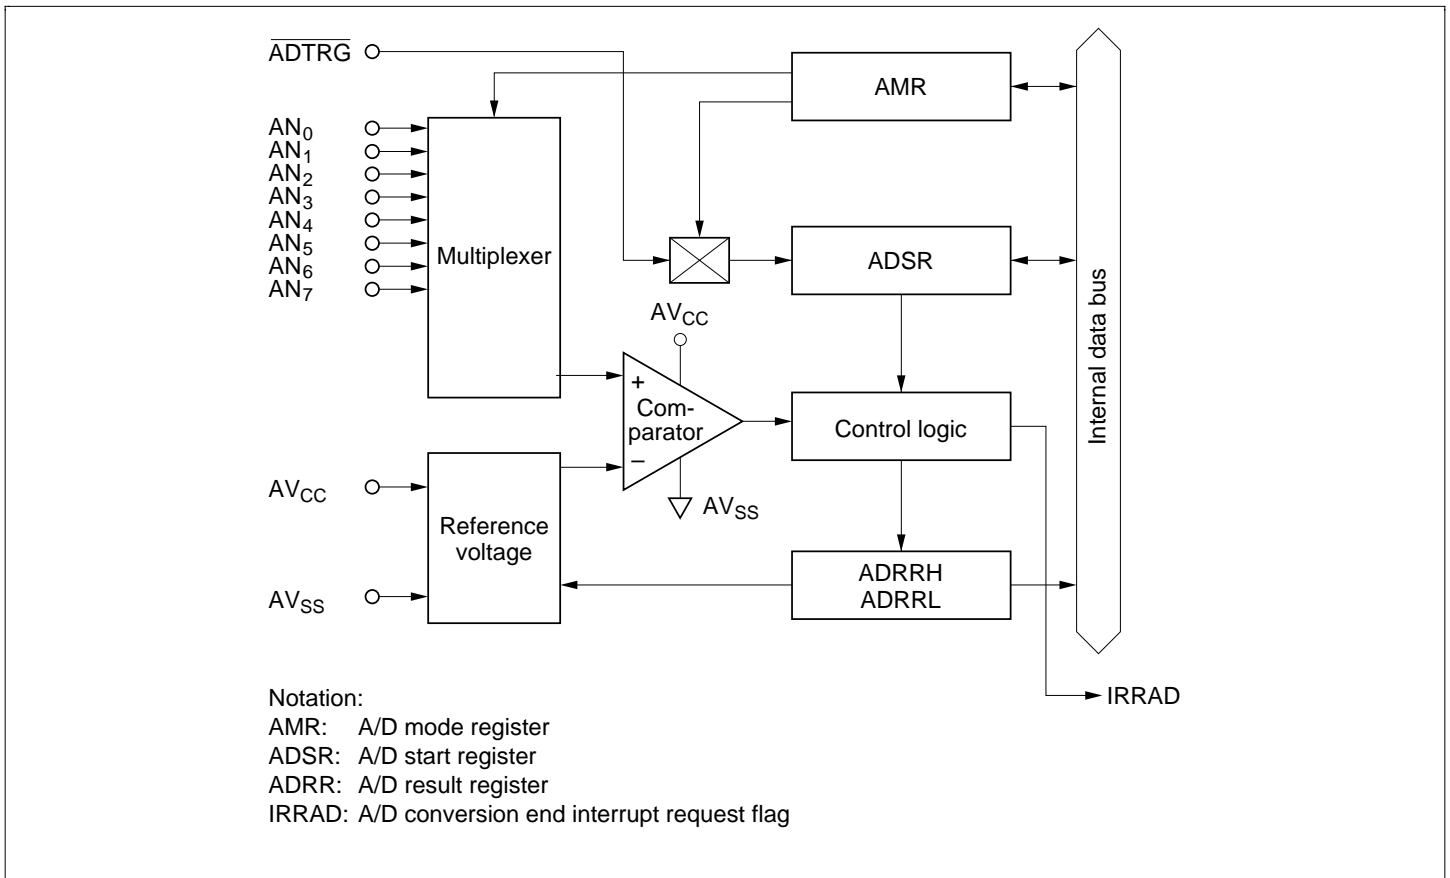 ADTRG
AMR
AN0
AN1
AN2
AN3
AN4
AN5
AN6
AN7
Multiplexer
ADSR
Internal data bus
AVCC
+
Com-
parator
−
Control logic
AVCC
AVSS
Reference
voltage
AVSS
ADRRH
ADRRL
IRRAD
Notation:
AMR: A/D mode register
ADSR: A/D start register
ADRR: A/D result register
IRRAD: A/D conversion end interrupt request flag